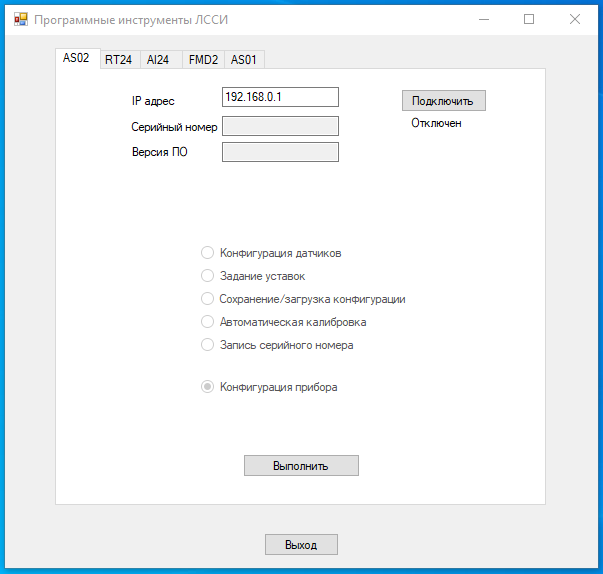 Программные инструменты ЛССИ
AS02 RT24 AI24 FMD2 AS01
IP адрес 192.168.0.1 Подключить
Серийный номер Отключен
Версия ПО
Конфигурация датчиков
Задание уставок
Сохранение/загрузка конфигурации
Автоматическая калибровка
Запись серийного номера
Конфигурация прибора
Выполнить
Выход